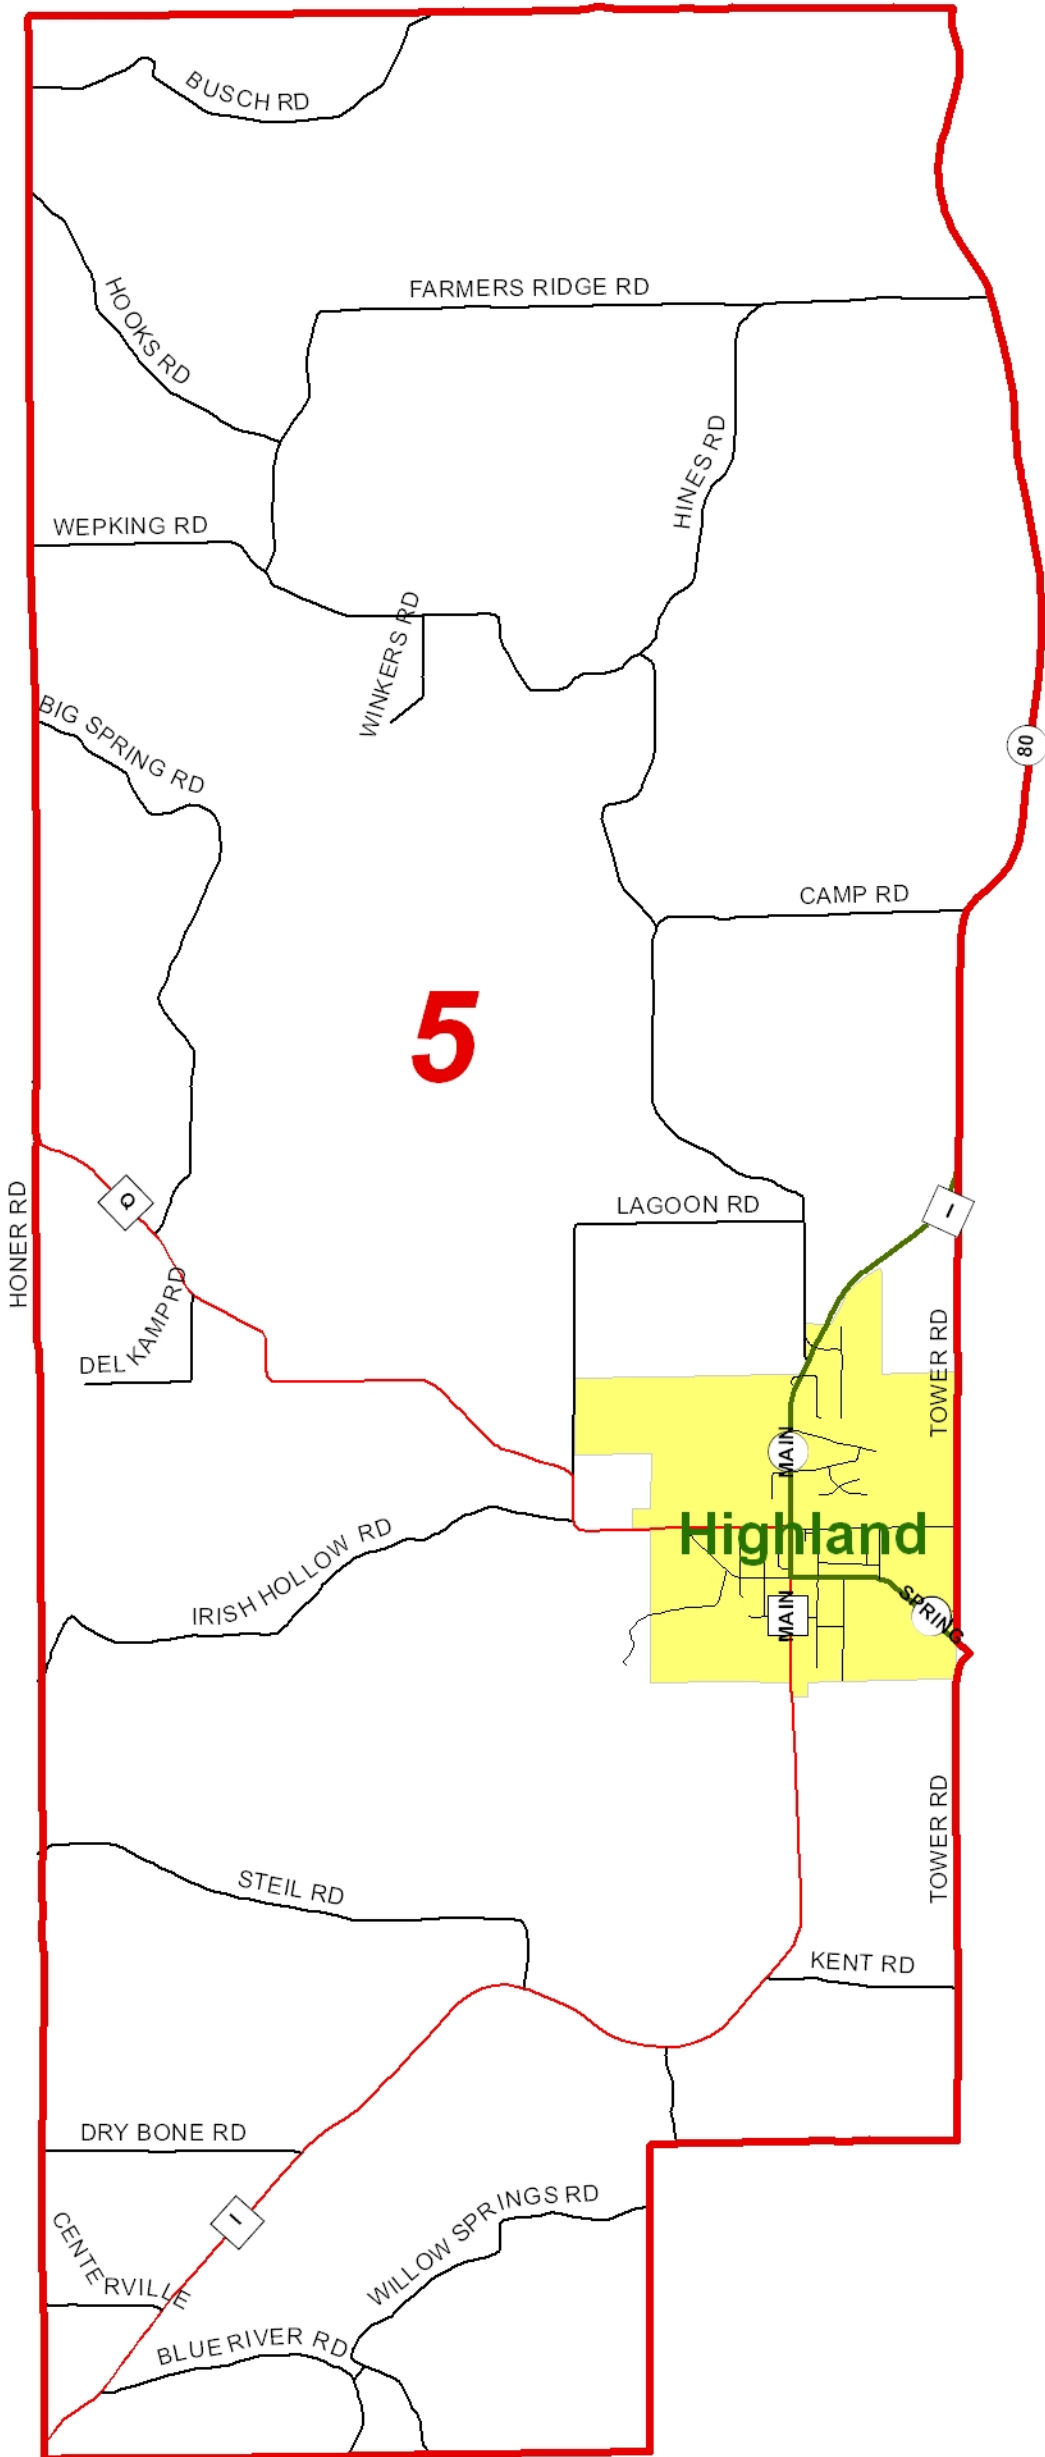 BUSCH RD
FARMERS RIDGE RD
HOOKS RD
HINES RD
WEPKING RD
WINKERS RD
BIG SPRING RD
80
CAMP RD
5
HONER RD
Q
LAGOON RD
I
DEL KAMP RD
TOWER RD
MAIN
Highland
IRISH HOLLOW RD
MAIN
SPRING
TOWER RD
STEIL RD
KENT RD
DRY BONE RD
I
CENTERVILLE
WILLOW SPRINGS RD
BLUE RIVER RD